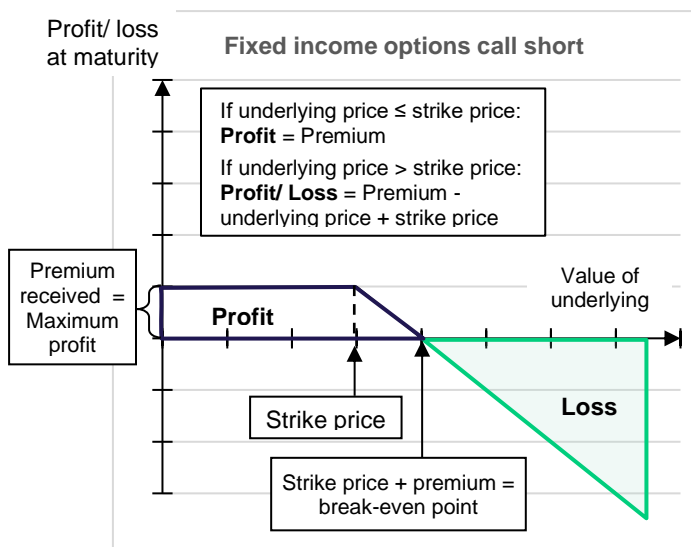 Profit/ loss
at maturity
Fixed income options call short
If underlying price ≤ strike price:
Profit = Premium
If underlying price > strike price:
Profit/ Loss = Premium -
underlying price + strike price
Premium
received =
Maximum
profit
Profit
Value of
underlying
Strike price
Loss
Strike price + premium =
break-even point